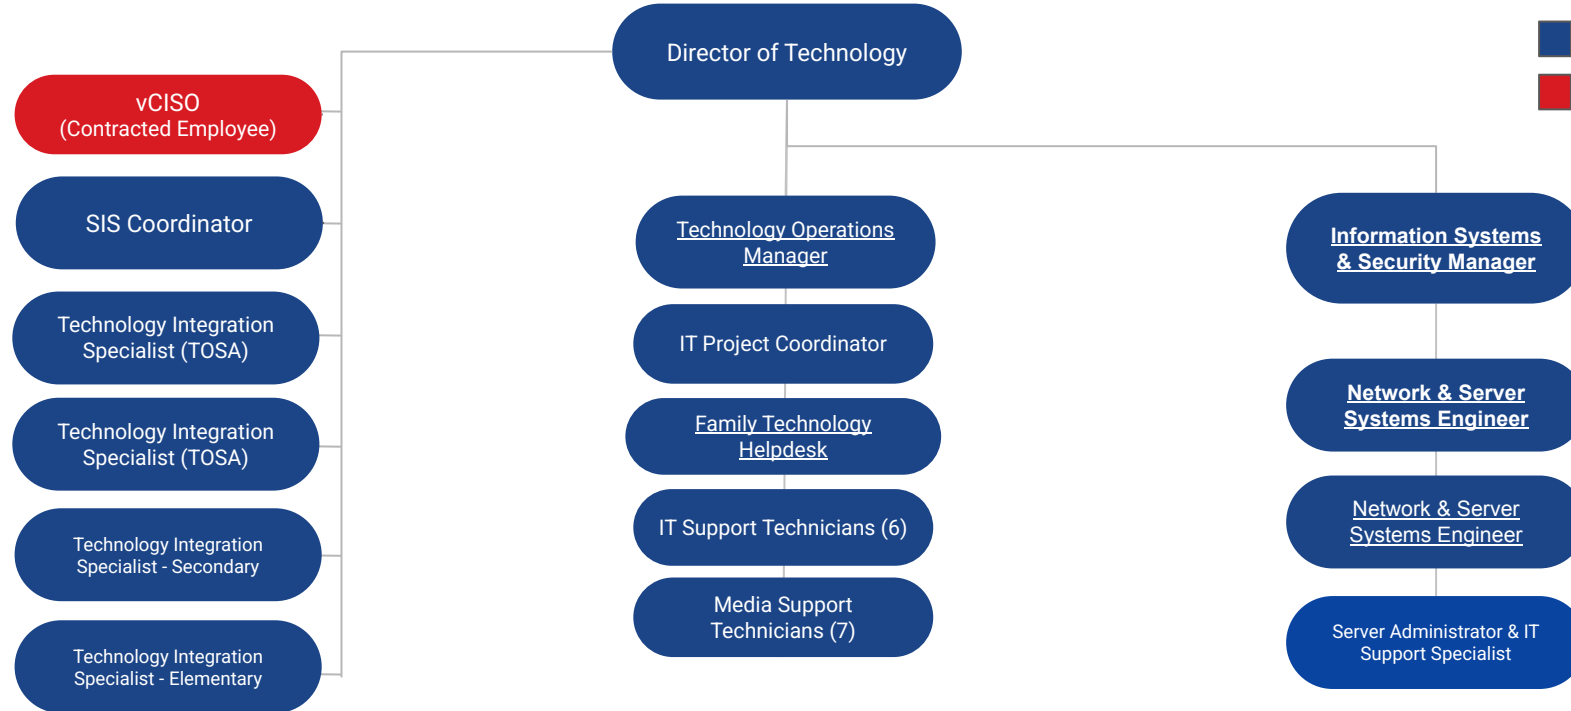 Director of Technology
vCISO
(Contracted Employee)
SIS Coordinator
Technology Integration
Specialist (TOSA)
Technology Integration
Specialist (TOSA)
Technology Integration
Specialist - Secondary
Technology Integration
Specialist - Elementary
Technology Operations
Manager
IT Project Coordinator
Family Technology
Helpdesk
IT Support Technicians (6)
Media Support
Technicians (7)
Information Systems
& Security Manager
Network & Server
Systems Engineer
Network & Server
Systems Engineer
Server Administrator & IT
Support Specialist